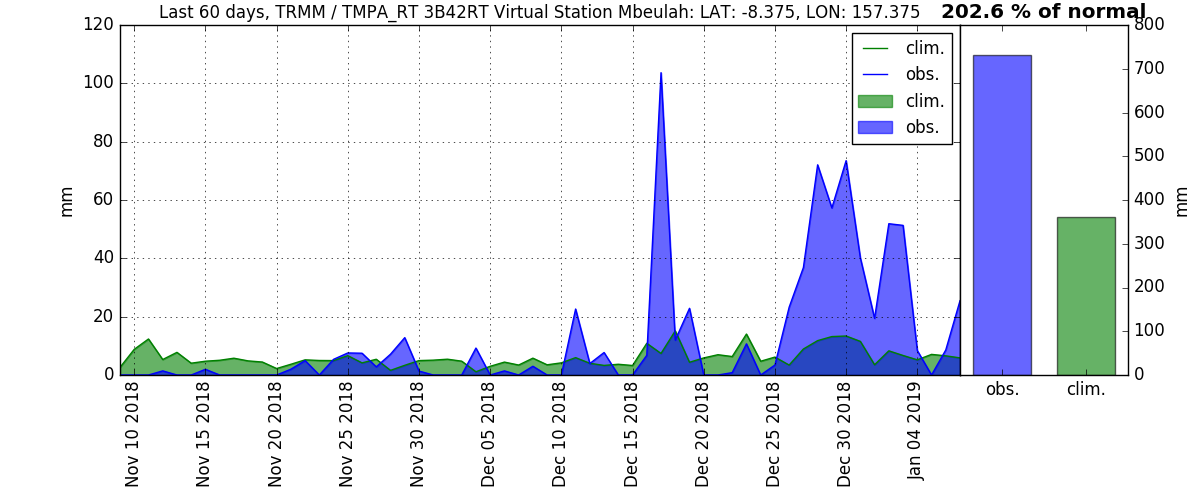 Last 60 days, TRMM / TMPA_RT 3B42RT Virtual Station Mbeulah: LAT: -8.375, LON: 157.375
202.6 % of normal
120
100
80
60
40
20
0
mm
clim.
obs.
clim.
obs.
Nov 10 2018
Nov 15 2018
Nov 20 2018
Nov 25 2018
Nov 30 2018
Dec 05 2018
Dec 10 2018
Dec 15 2018
Dec 20 2018
Dec 25 2018
Dec 30 2018
Jan 04 2019
800
700
600
500
400
300
200
100
0
mm
obs.
clim.